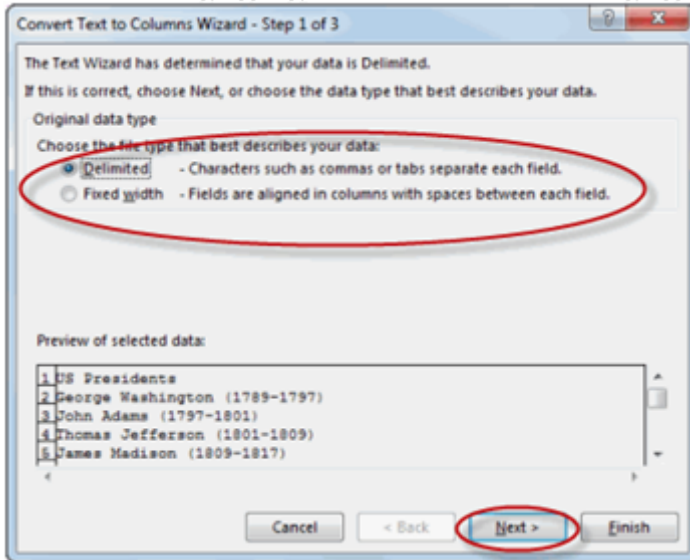 Convert Text to Columns Wizard - Step 1 of 3
The Text Wizard has determined that your data is Delimited.
If this is correct, choose Next, or choose the data type that best describes your data.
Original data type
Choose the file type that best describes your data:
Delimited - Characters such as commas or tabs separate each field.
Fixed width - Fields are aligned in columns with spaces between each field.
Preview of selected data:
1 US Presidents
2 George Washington (1789-1797)
3 John Adams (1797-1801)
4 Thomas Jefferson (1801-1809)
5 James Madison (1809-1817)
Cancel < Back Next > Finish